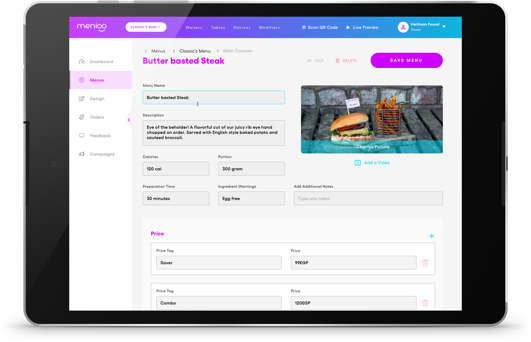 menioo
CLASSIC'S MENU
Waiters
Tables
Devices
Modifiers
Scan QR Code
Live Preview
Haitham Fouad
Owner
Dashboard
Menus
Design
Orders
Feedback
Campaigns
Menus
Classic's Menu
Main Courses
Butter basted Steak
HIDE
DELETE
SAVE MENU
Menu Name
Butter basted Steak
Description
Eye of the beholder! A flavorful cut of our juicy rib eye hand
chopped on order. Served with English style baked potato and
sauteed broccoli.
Change Picture
Add a Video
Calories
120 cal
Portion
300 gram
Preparation Time
30 minutes
Ingredient Warnings
Egg free
Add Additional Notes
Type any notes
Price
Price Tag
Saver
Price
99EGP
Price Tag
Combo
Price
120EGP